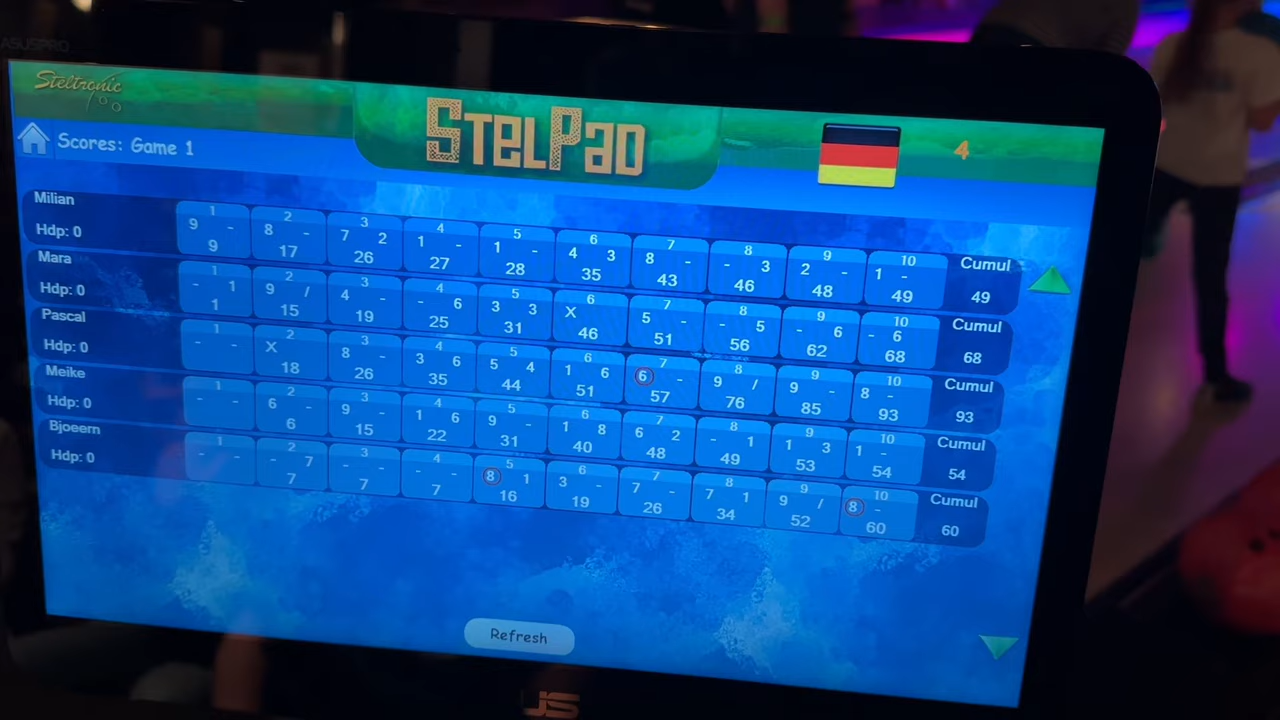 ASUSPRO
Steltronic
StelPad
Scores: Game 1
4
Milian
Hdp: 0
1 2 3 4 5 6 7 8 9 10 Cumul
9 - 8 - 7 2 1 - 1 - 4 3 8 - - 3 2 - 1 -
9 17 26 27 28 35 43 46 48 49 49
Mara
Hdp: 0
1 2 3 4 5 6 7 8 9 10 Cumul
- 1 9 / 4 - - 6 3 3 X 5 - - 5 - 6 - 6
1 15 19 25 31 46 51 56 62 68 68
Pascal
Hdp: 0
1 2 3 4 5 6 7 8 9 10 Cumul
- - X 8 - 3 6 5 4 1 6 6 - 9 / 9 - 8 -
18 26 35 44 51 57 76 85 93 93
Meike
Hdp: 0
1 2 3 4 5 6 7 8 9 10 Cumul
- - 6 - 9 - 1 6 9 - 1 8 6 2 - 1 1 3 1 -
6 15 22 31 40 48 49 53 54 54
Bjoeern
Hdp: 0
1 2 3 4 5 6 7 8 9 10 Cumul
- - - 7 - - - - 8 1 3 - 7 - 7 1 9 / 8 -
7 7 7 16 19 26 34 52 60 60
Refresh
JS